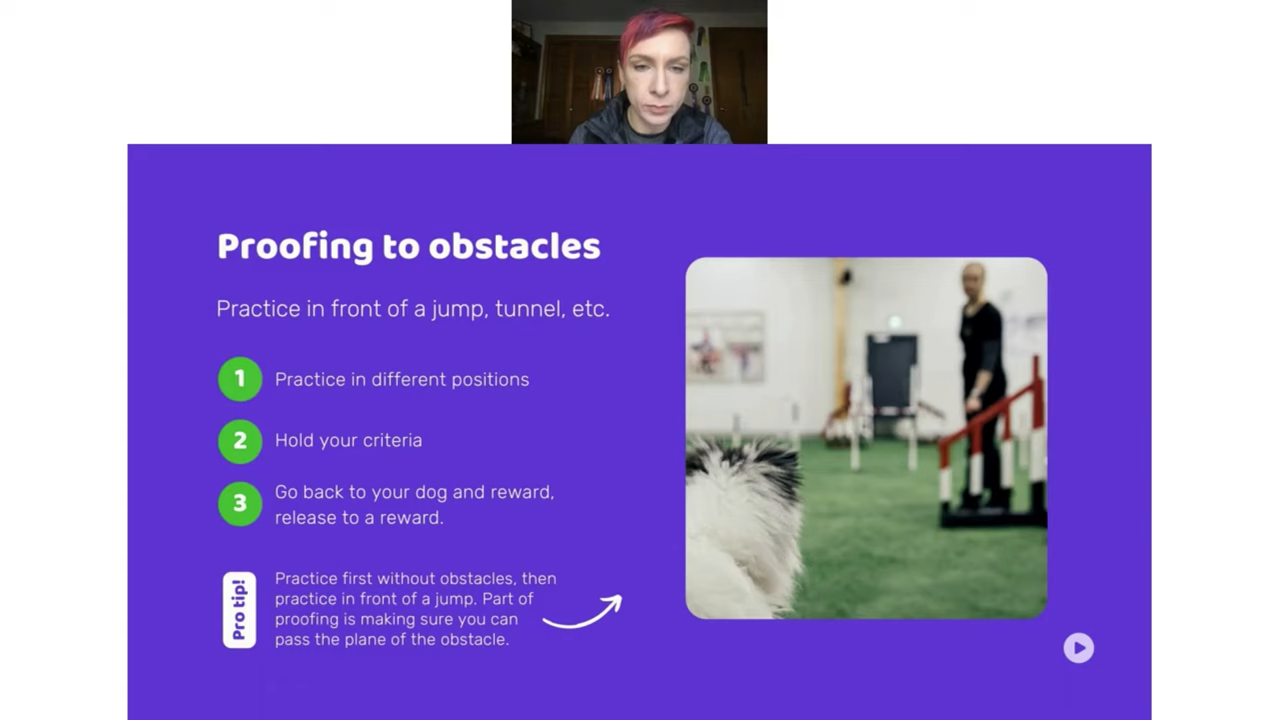 Proofing to obstacles
Practice in front of a jump, tunnel, etc.
1 Practice in different positions
2 Hold your criteria
3 Go back to your dog and reward,
release to a reward.
Pro tip!
Practice first without obstacles, then
practice in front of a jump. Part of
proofing is making sure you can
pass the plane of the obstacle.